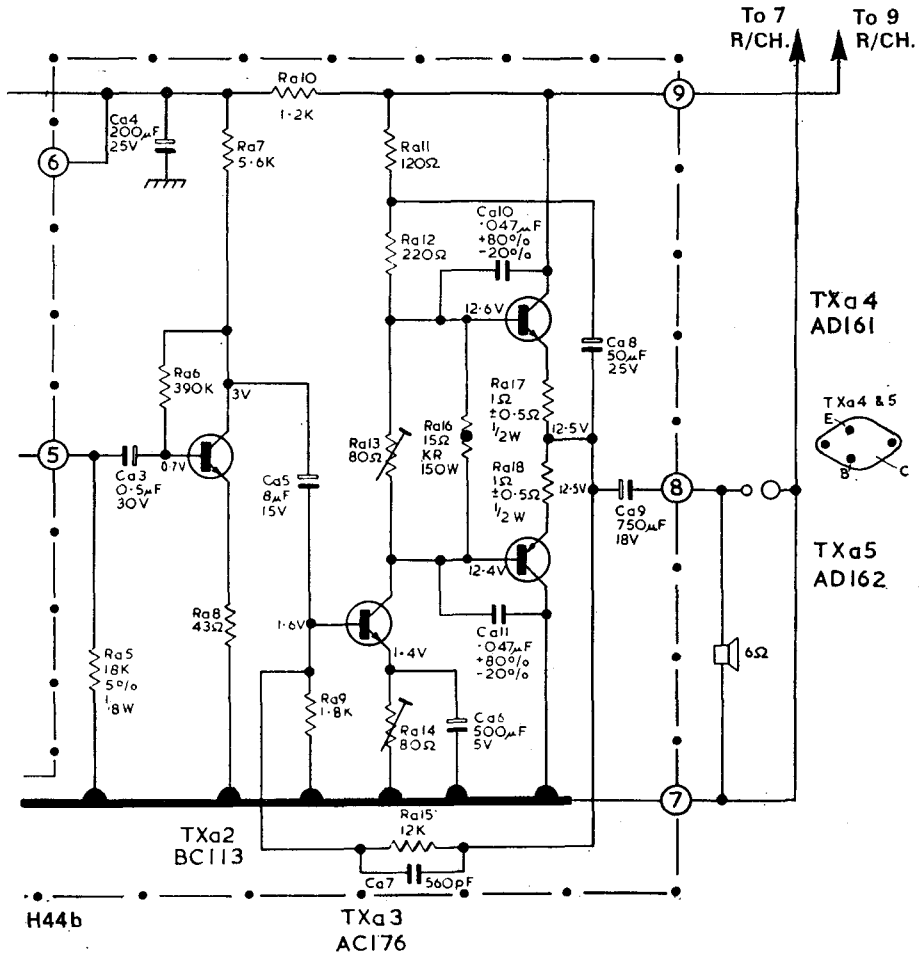 To 7
R/CH.
To 9
R/CH.
Ra10
1·2K
9
Ca4
200µF
25V
6
Ra7
5·6K
Ra11
120Ω
Ca10
·047µF
+80%
-20%
Ra12
220Ω
12·6V
TXa4
AD161
Ca8
50µF
25V
Ra6
390K
3V
Ra17
1Ω
±0·5Ω
1/2W
12·5V
TXa4 & 5
E
B
C
5
0·7V
Ca3
0·5µF
30V
Ca5
8µF
15V
Ra13
80Ω
Ra16
15Ω
KR
150W
Ra18
1Ω
±0·5Ω
1/2W
12·5V
8
Ca9
750µF
18V
12·4V
TXa5
AD162
Ra8
43Ω
1·6V
1·4V
Ca11
·047µF
+80%
-20%
6Ω
Ra5
18K
5%
1/8W
Ra9
1·8K
Ra14
80Ω
Ca6
500µF
5V
7
Ra15
12K
TXa2
BC113
Ca7
560pF
H44b
TXa3
AC176